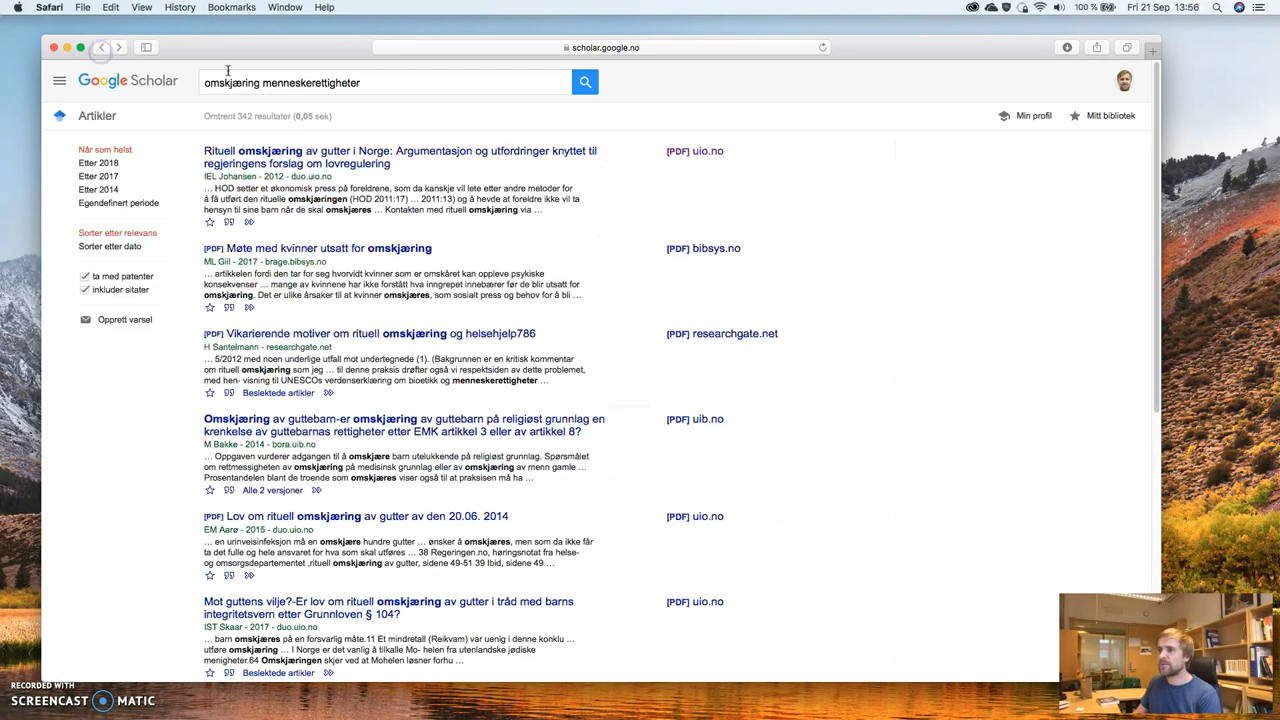 Safari File Edit View History Bookmarks Window Help 100 % Fri 21 Sep 13:56
scholar.google.no
Google Scholar omskjæring menneskerettigheter
Artikler Omtrent 342 resultater (0,05 sek) Min profil Mitt bibliotek
Når som helst
Etter 2018
Etter 2017
Etter 2014
Egendefinert periode
Sorter etter relevans
Sorter etter dato
ta med patenter
inkluder sitater
Opprett varsel
Rituell omskjæring av gutter i Norge: Argumentasjon og utfordringer knyttet til [PDF] uio.no
regjeringens forslag om lovregulering
IEL Johansen - 2012 - duo.uio.no
… HOD setter et økonomisk press på foreldrene, som da kanskje vil lete etter andre metoder for
å få utført den rituelle omskjæringen (HOD 2011:17) … 2011:13) og å hevde at foreldre ikke vil ta
hensyn til sine barn når de skal omskjæres … Kontakten med rituell omskjæring via …
[PDF] Møte med kvinner utsatt for omskjæring [PDF] bibsys.no
ML Giil - 2017 - brage.bibsys.no
… artikkelen fordi den tar for seg hvorvidt kvinner som er omskåret kan oppleve psykiske
konsekvenser … mange av kvinnene har ikke forstått hva inngrepet innebærer før de blir utsatt for
omskjæring. Det er ulike årsaker til at kvinner omskjæres, som sosialt press og behov for å bli …
[PDF] Vikarierende motiver om rituell omskjæring og helsehjelp786 [PDF] researchgate.net
H Santelmann - researchgate.net
… 5/2012 med noen underlige utfall mot undertegnede (1). (Bakgrunnen er en kritisk kommentar
om rituell omskjæring som jeg … til denne praksis drøfter også vi respektsiden av dette problemet,
med hen- visning til UNESCOs verdenserklæring om bioetikk og menneskerettigheter …
Beslektede artikler
Omskjæring av guttebarn-er omskjæring av guttebarn på religiøst grunnlag en [PDF] uib.no
krenkelse av guttebarnas rettigheter etter EMK artikkel 3 eller av artikkel 8?
M Bakke - 2014 - bora.uib.no
… Oppgaven vurderer adgangen til å omskjære barn utelukkende på religiøst grunnlag. Spørsmålet
om rettmessigheten av omskjæring på medisinsk grunnlag eller av omskjæring av menn gamle …
Prosentandelen blant de troende som omskjæres viser også til at praksisen må ha …
Alle 2 versjoner
[PDF] Lov om rituell omskjæring av gutter av den 20.06. 2014 [PDF] uio.no
EM Aarø - 2015 - duo.uio.no
… en urinveisinfeksjon må en omskjære hundre gutter … ønsker å omskjæres, men som da ikke får
ta det fulle og hele ansvaret for hva som skal utføres … 38 Regeringen.no, høringsnotat fra helse-
og omsorgsdepartementet ,rituell omskjæring av gutter, sidene 49-51 39 Ibid, sidene 49 …
Mot guttens vilje?-Er lov om rituell omskjæring av gutter i tråd med barns [PDF] uio.no
integritetsvern etter Grunnloven § 104?
IST Skaar - 2017 - duo.uio.no
… barn omskjæres på en forsvarlig måte.11 Et mindretall (Reikvam) var uenig i denne konklu …
utføre omskjæring … I Norge er det vanlig å tilkalle Mo- helen fra utenlandske jødiske
menigheter.64 Omskjæringen skjer ved at Mohelen løsner forhu …
Beslektede artikler
RECORDED WITH
SCREENCAST MATIC